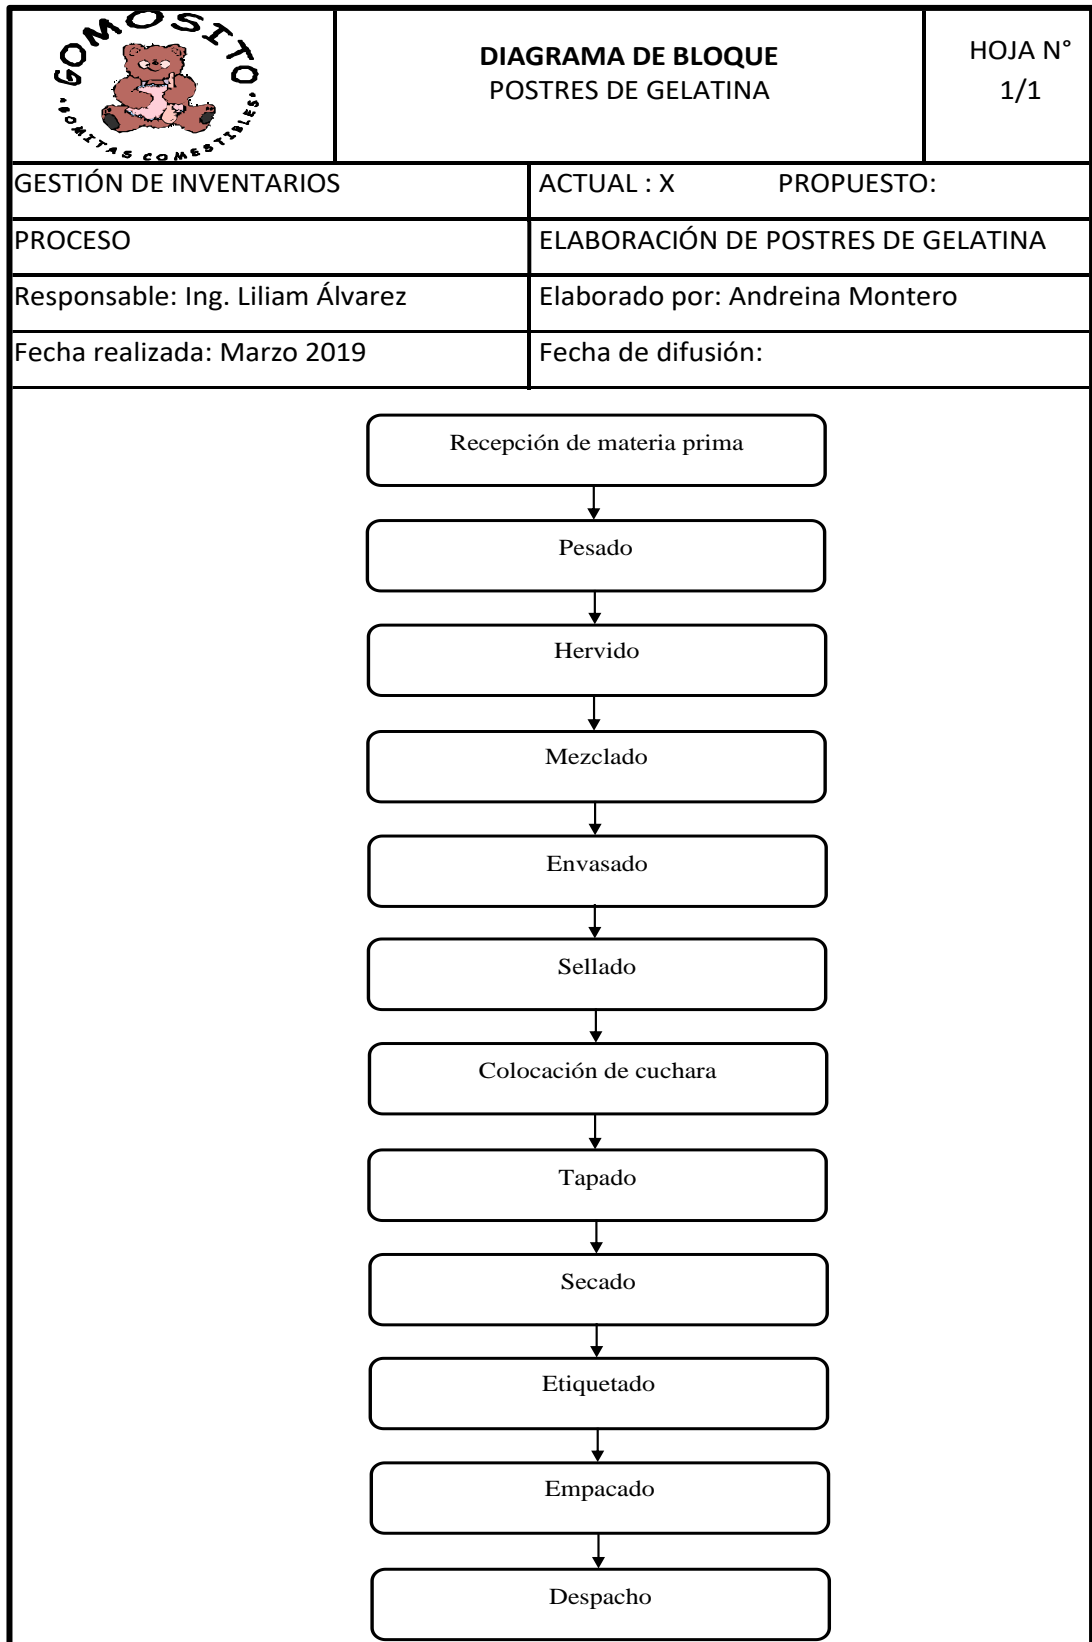 GOMOSITO
GOMITAS COMESTIBLES
DIAGRAMA DE BLOQUE
POSTRES DE GELATINA
HOJA N°
1/1
GESTIÓN DE INVENTARIOS
ACTUAL : X PROPUESTO:
PROCESO
ELABORACIÓN DE POSTRES DE GELATINA
Responsable: Ing. Liliam Álvarez
Elaborado por: Andreina Montero
Fecha realizada: Marzo 2019
Fecha de difusión:
Recepción de materia prima
Pesado
Hervido
Mezclado
Envasado
Sellado
Colocación de cuchara
Tapado
Secado
Etiquetado
Empacado
Despacho